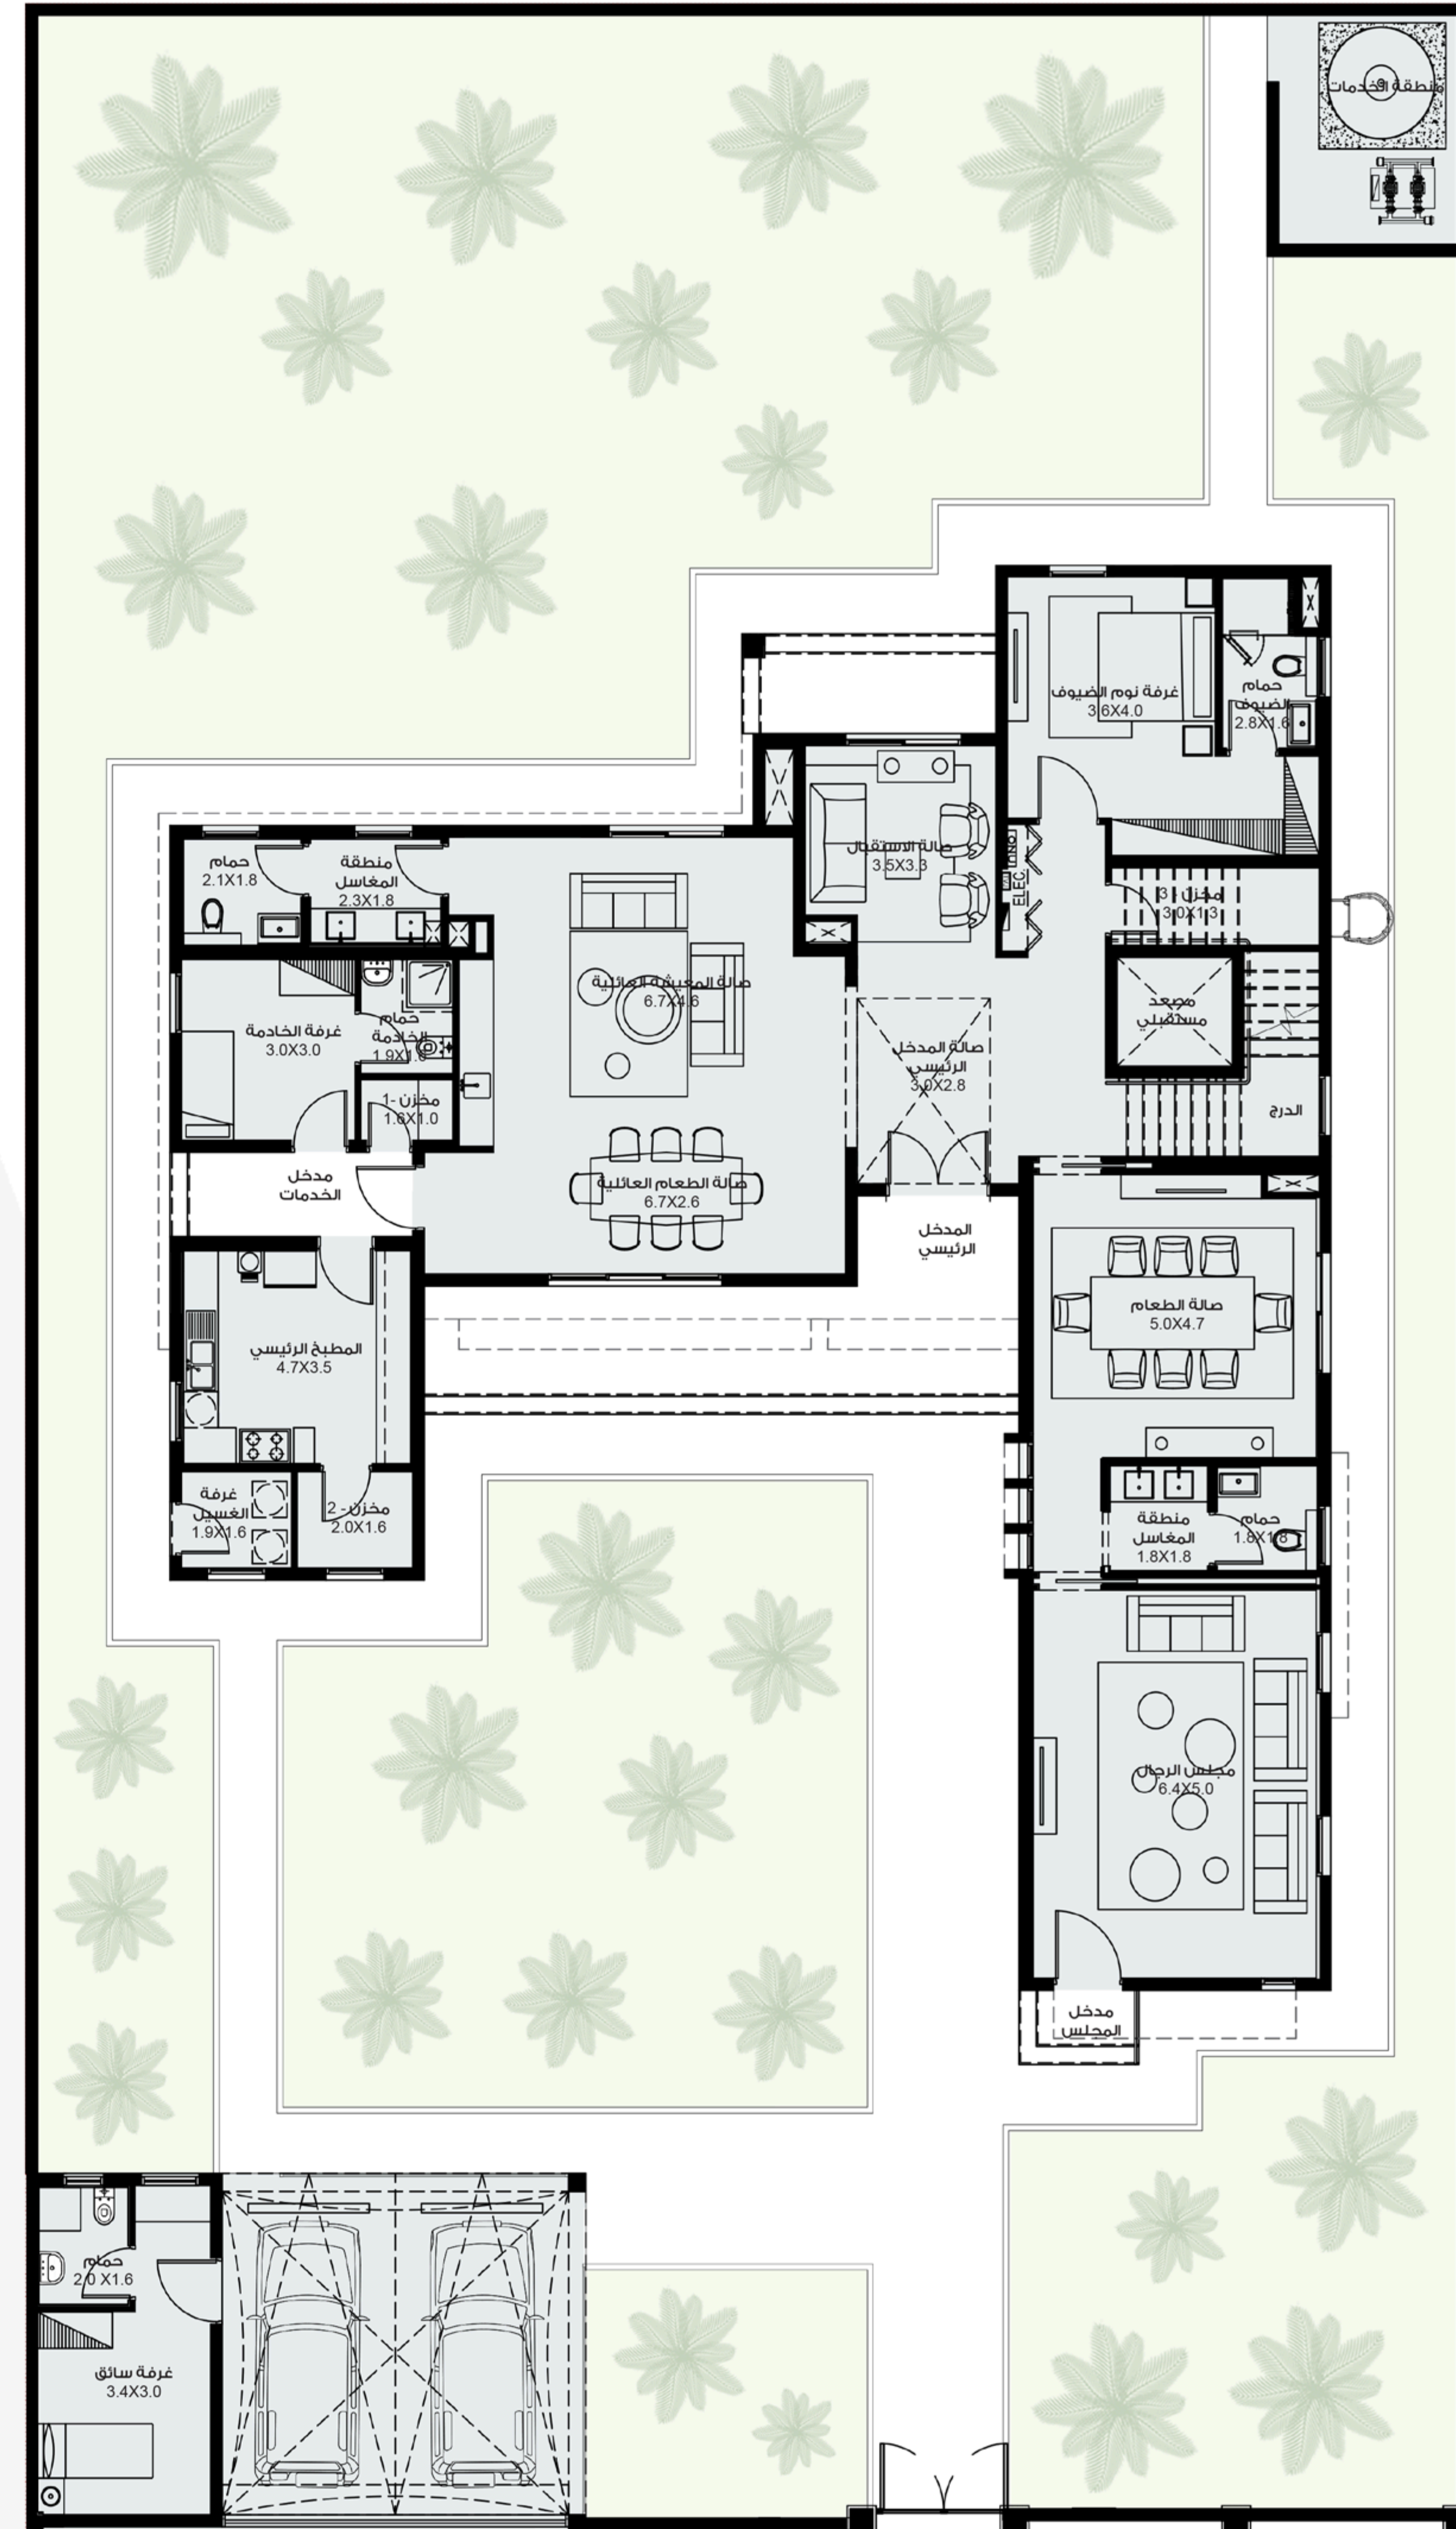 منطقة الخدمات
غرفة نوم الضيوف
3.6X4.0
حمام
الضيوف
2.8X1.6
صالة الاستقبال
3.5X3.3
ELEC.
مخزن - 3
3.0X1.3
حمام
2.1X1.8
منطقة
المغاسل
2.3X1.8
صالة المعيشة العائلية
6.7X4.6
غرفة الخادمة
3.0X3.0
حمام
الخادمة
1.9X1.6
مخزن -1
1.6X1.0
مصعد
مستقبلي
صالة المدخل
الرئيسي
3.0X2.8
الدرج
مدخل
الخدمات
صالة الطعام العائلية
6.7X2.6
المدخل
الرئيسي
صالة الطعام
5.0X4.7
المطبخ الرئيسي
4.7X3.5
غرفة
الغسيل
1.9X1.6
مخزن - 2
2.0X1.6
منطقة
المغاسل
1.8X1.8
حمام
1.8X1.8
مجلس الرجال
6.4X5.0
مدخل
المجلس
حمام
2.0 X1.6
غرفة سائق
3.4X3.0